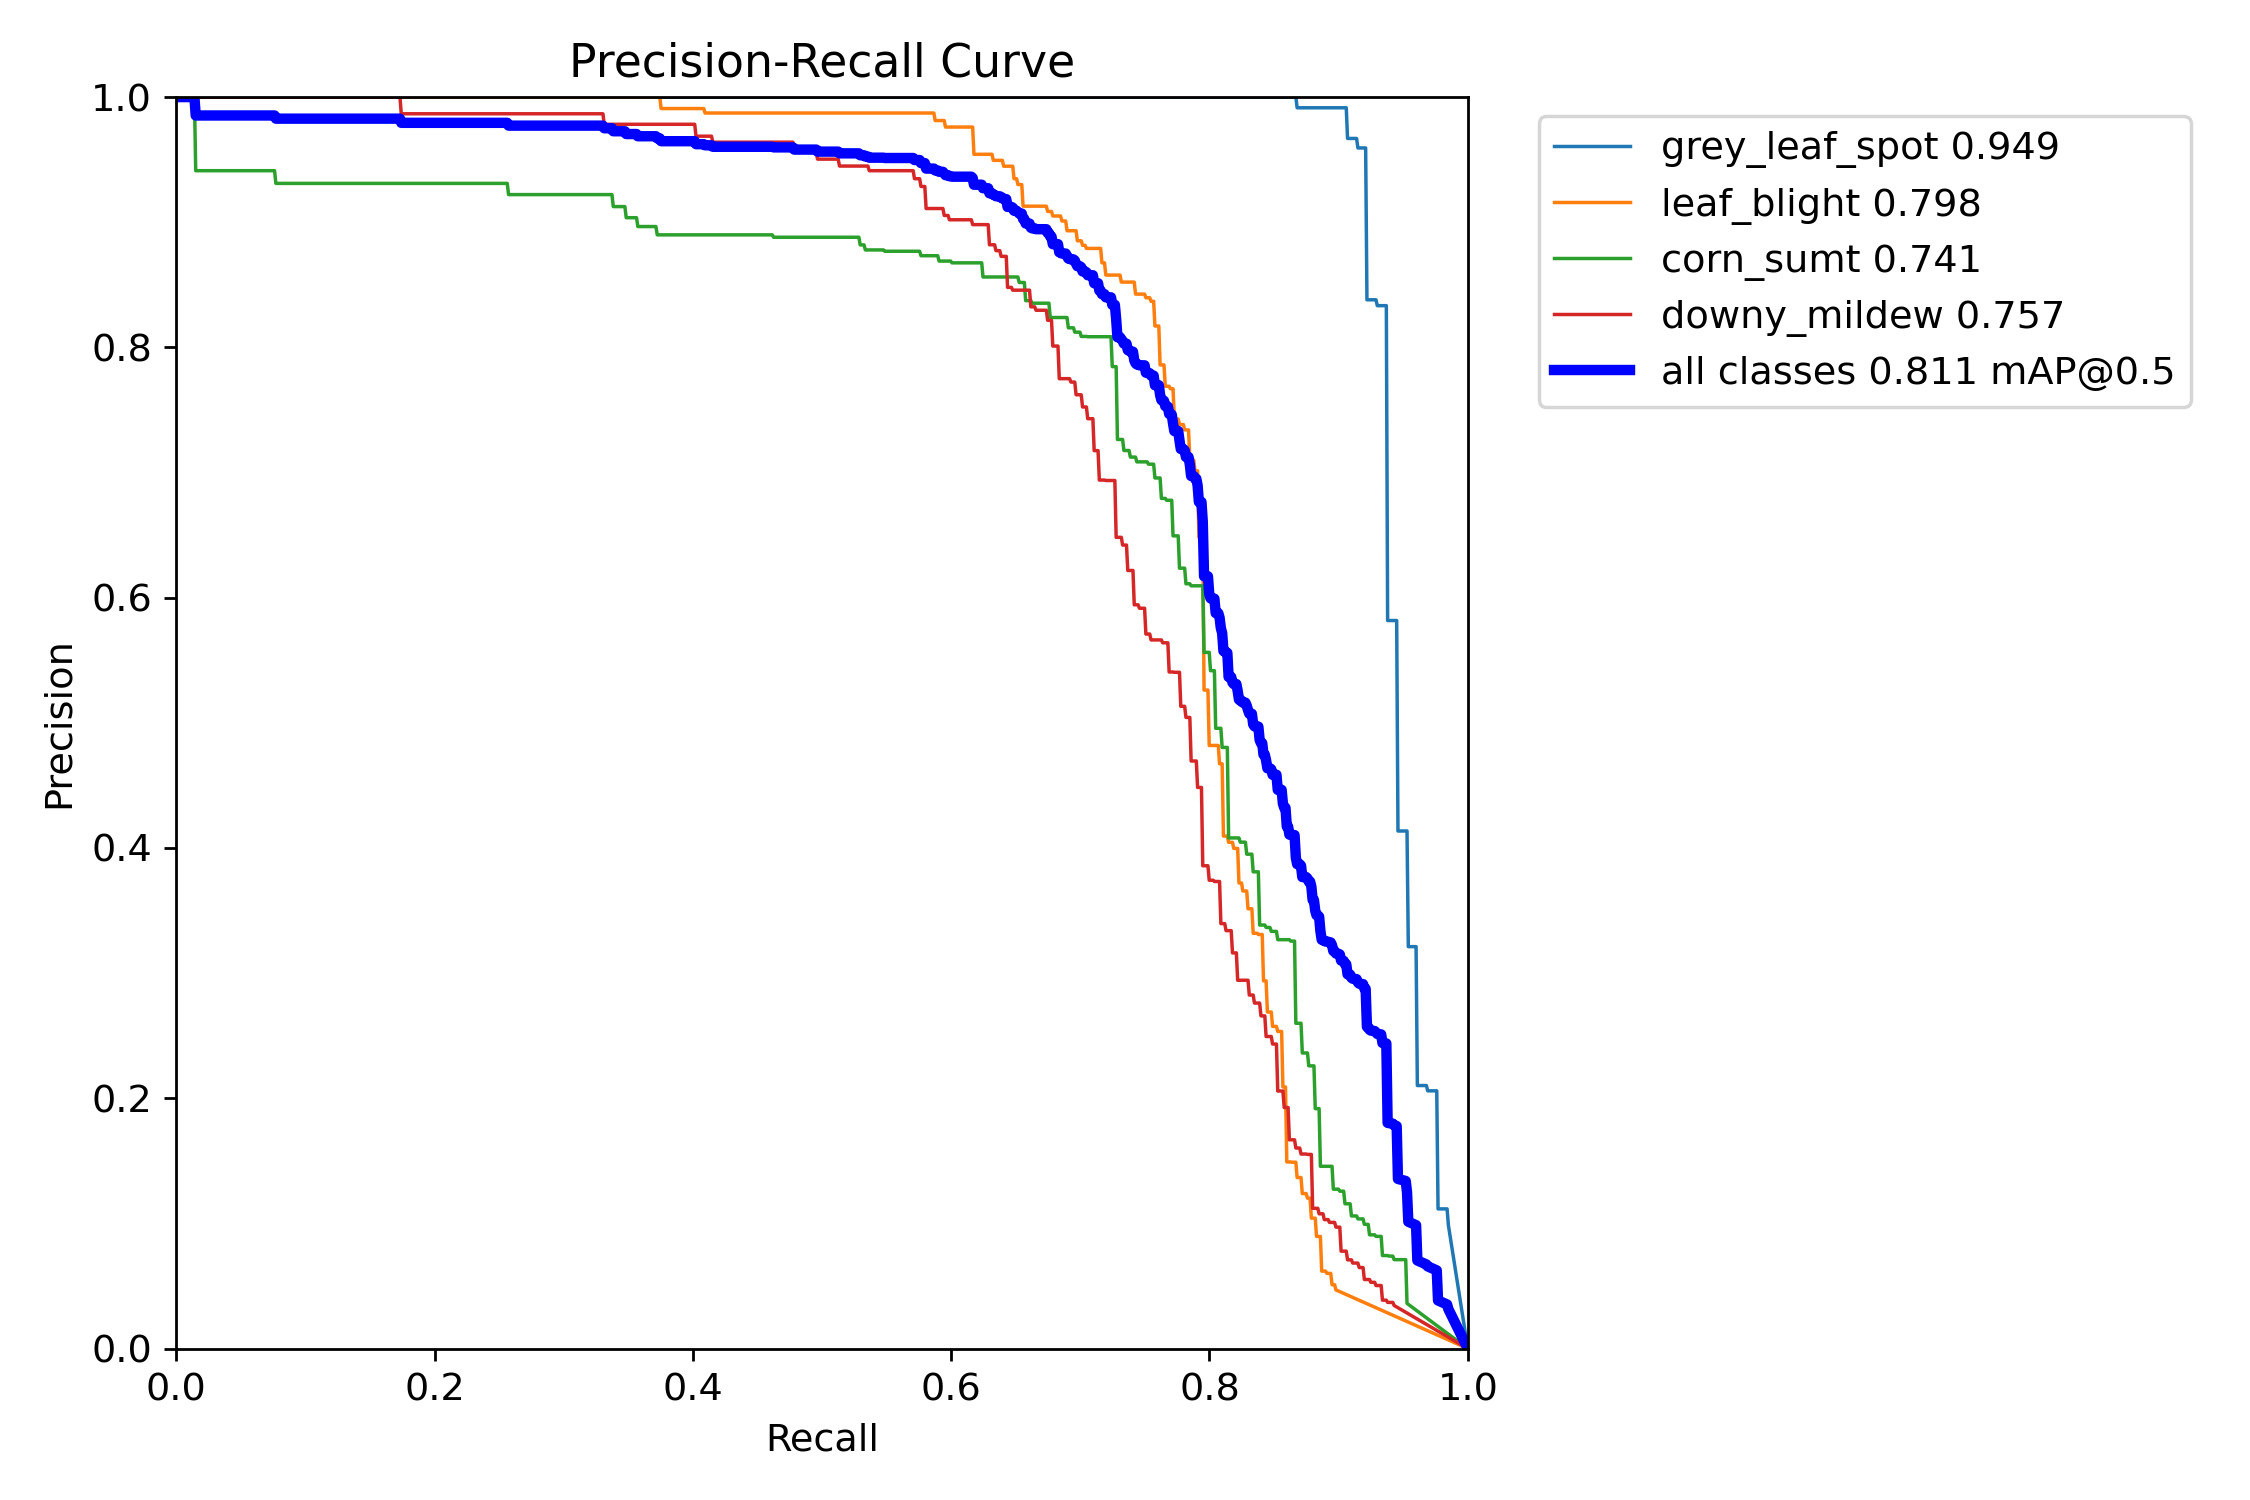 Precision-Recall Curve
1.0
0.8
0.6
0.4
0.2
0.0
Precision
0.0 0.2 0.4 0.6 0.8 1.0
Recall
grey_leaf_spot 0.949
leaf_blight 0.798
corn_sumt 0.741
downy_mildew 0.757
all classes 0.811 mAP@0.5